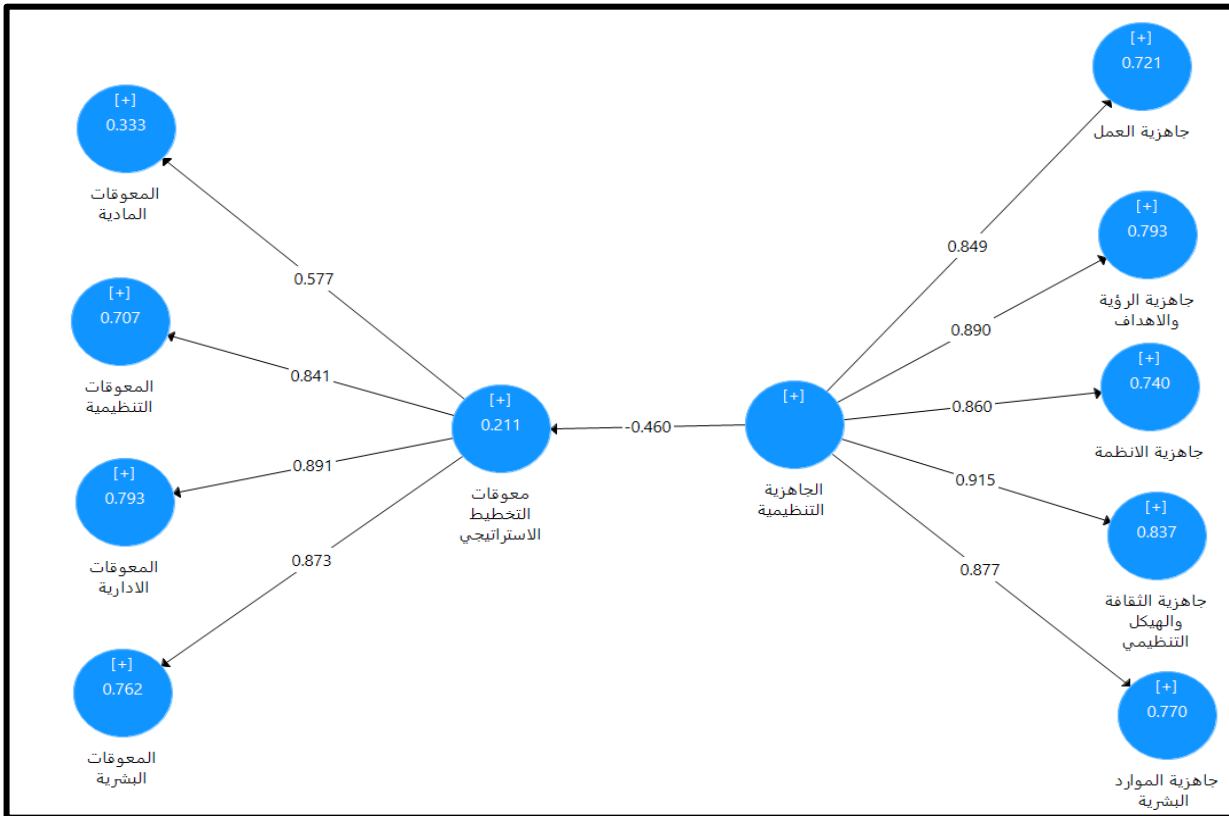 [+]
0.721
جاهزية العمل
[+]
0.333
المعوقات
المادية
[+]
0.793
جاهزية الرؤية
والاهداف
0.849
0.577
[+]
0.707
المعوقات
التنظيمية
0.890
[+]
0.740
جاهزية الانظمة
0.841
0.860
[+]
0.211
معوقات
التخطيط
الاستراتيجي
-0.460
[+]
الجاهزية
التنظيمية
0.891
[+]
0.793
المعوقات
الادارية
0.915
[+]
0.837
جاهزية الثقافة
والهيكل
التنظيمي
0.873
0.877
[+]
0.762
المعوقات
البشرية
[+]
0.770
جاهزية الموارد
البشرية